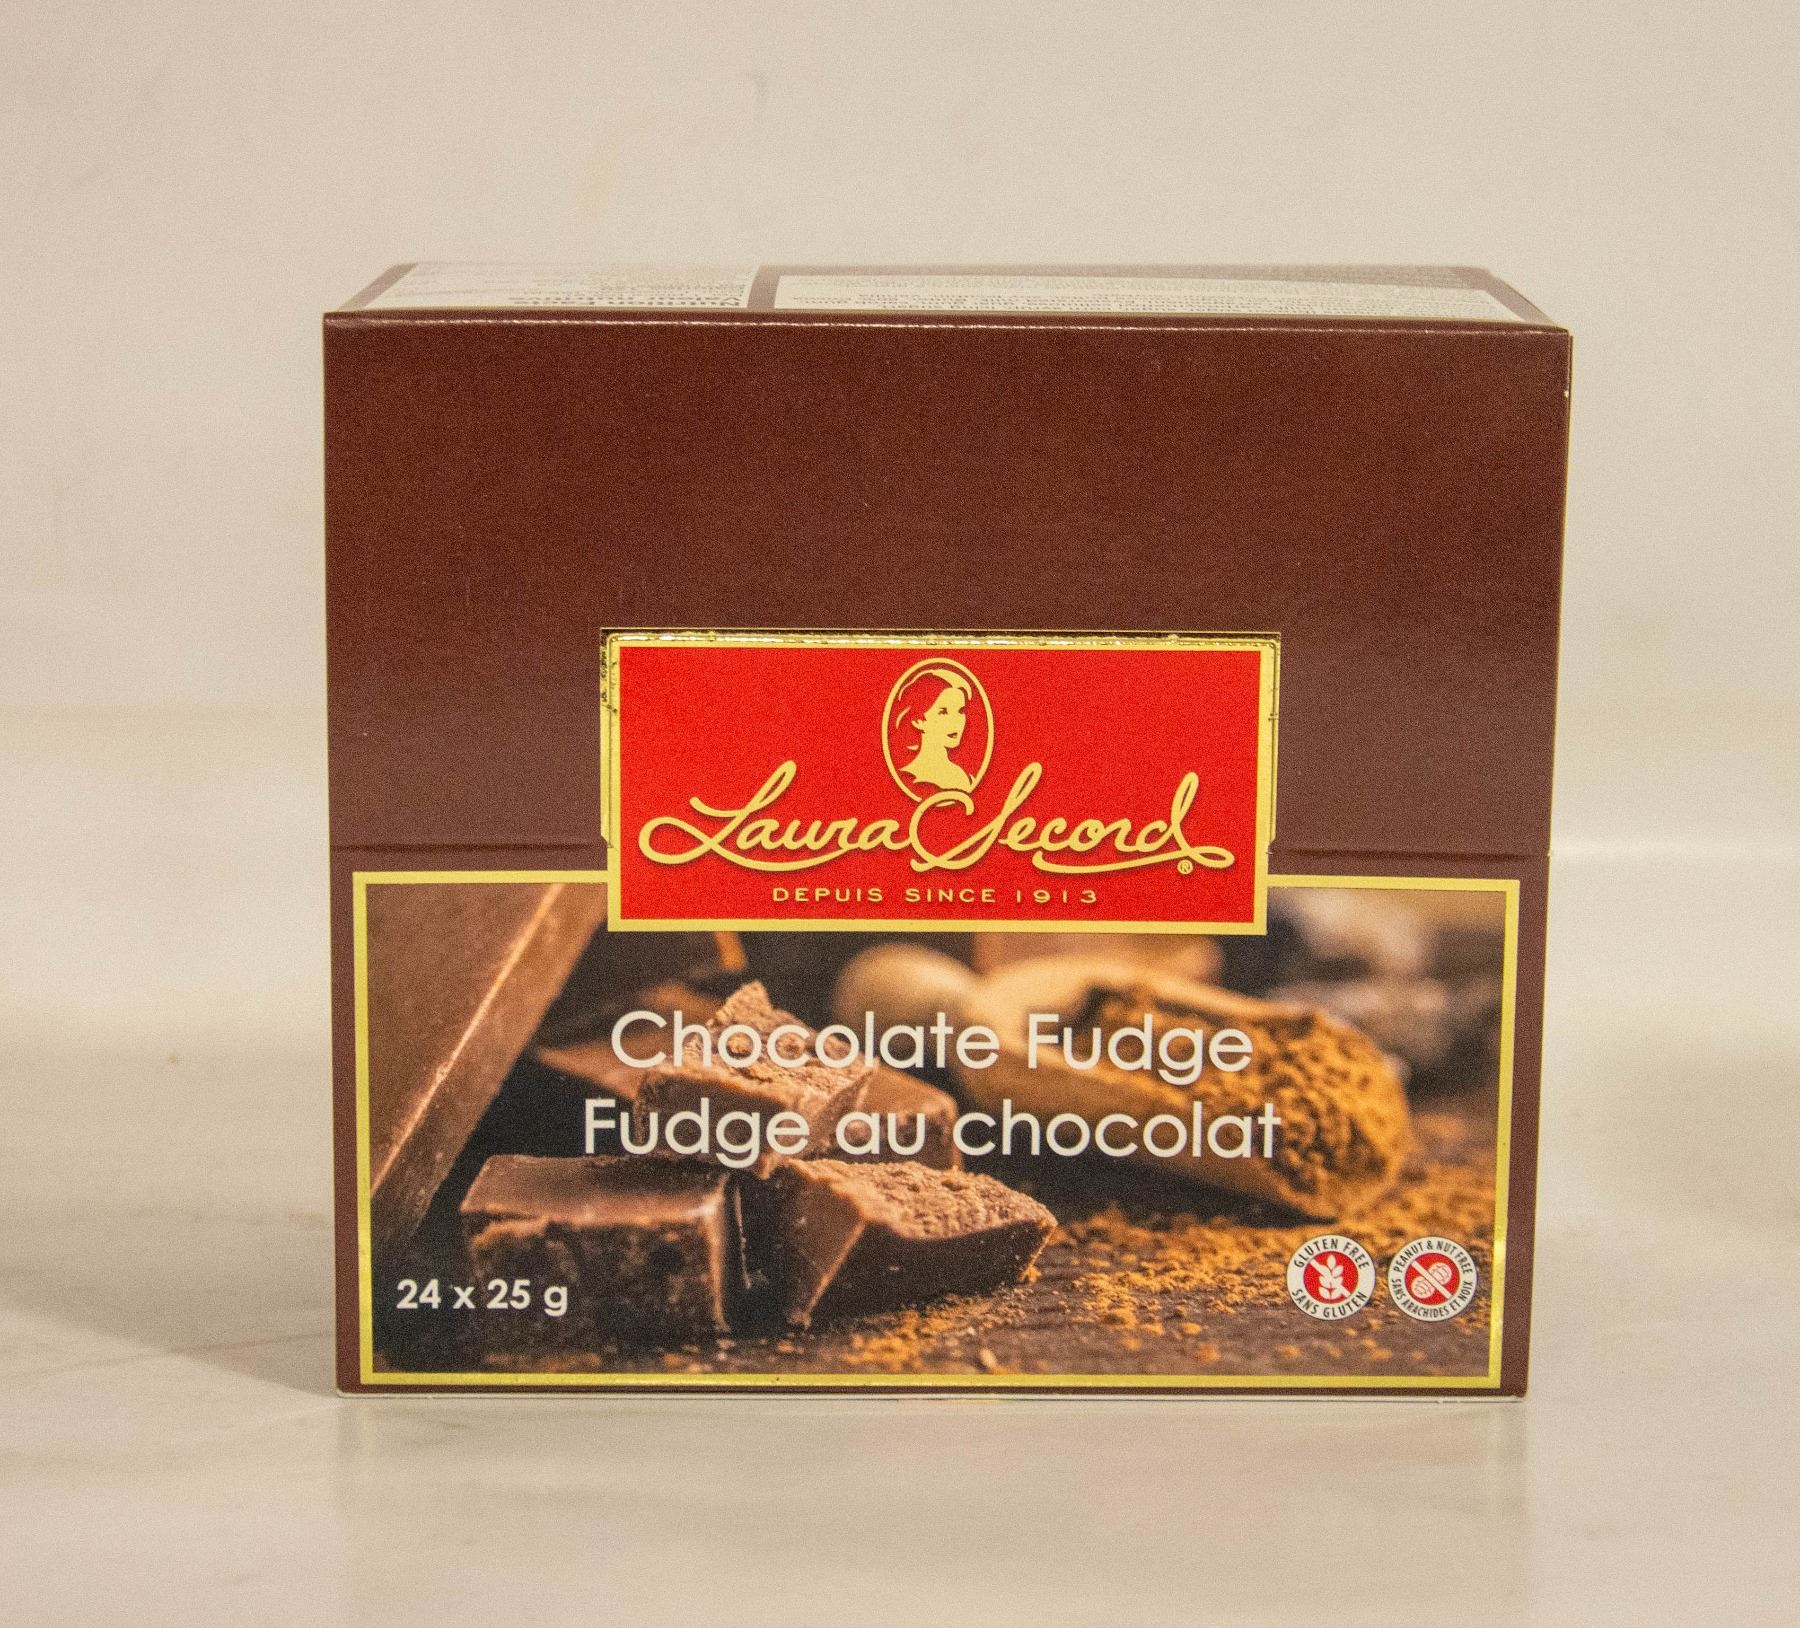 Laura Secord®
DEPUIS SINCE 1913
Chocolate Fudge
Fudge au chocolat
24 x 25 g
GLUTEN FREE
SANS GLUTEN
PEANUT & NUT FREE
SANS ARACHIDES ET NOIX